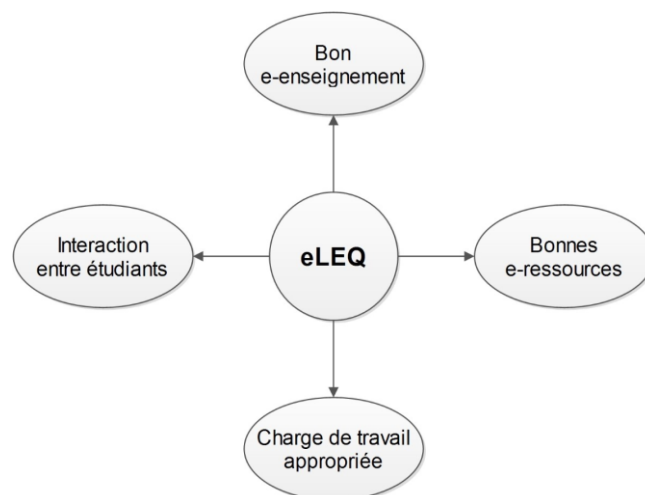 Bon
e-enseignement
Interaction
entre étudiants
eLEQ
Bonnes
e-ressources
Charge de travail
appropriée